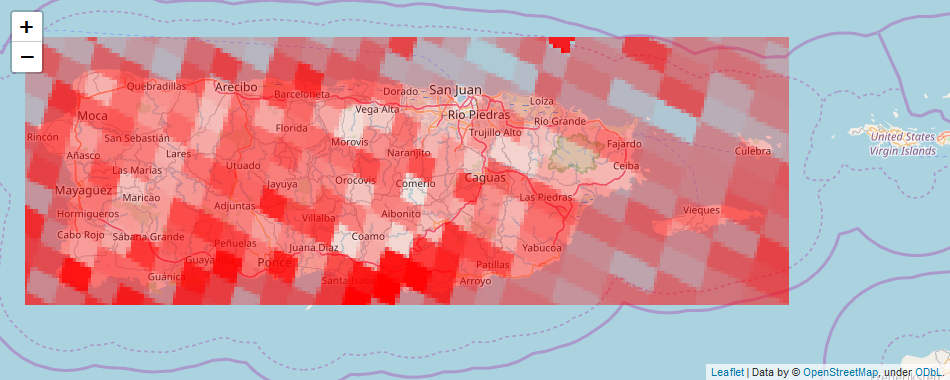 +
−
Quebradillas
Arecibo
Barceloneta
Dorado
San Juan
Loiza
Moca
Vega Alta
Río Piedras
Río Grande
Rincón
San Sebastián
Florida
Morovis
Trujillo Alto
Fajardo
United States
Virgin Islands
Añasco
Lares
Naranjito
Culebra
Las Marías
Utuado
Ceiba
Mayagüez
Maricao
Jayuya
Orocovis
Comerío
Caguas
Las Piedras
Hormigueros
Adjuntas
Villalba
Aibonito
Vieques
Cabo Rojo
Sábana Grande
Peñuelas
Juana Díaz
Coamo
Yabucoa
Guayanilla
Ponce
Patillas
Guánica
Santa Isabel
Arroyo
Leaflet | Data by © OpenStreetMap, under ODbL.